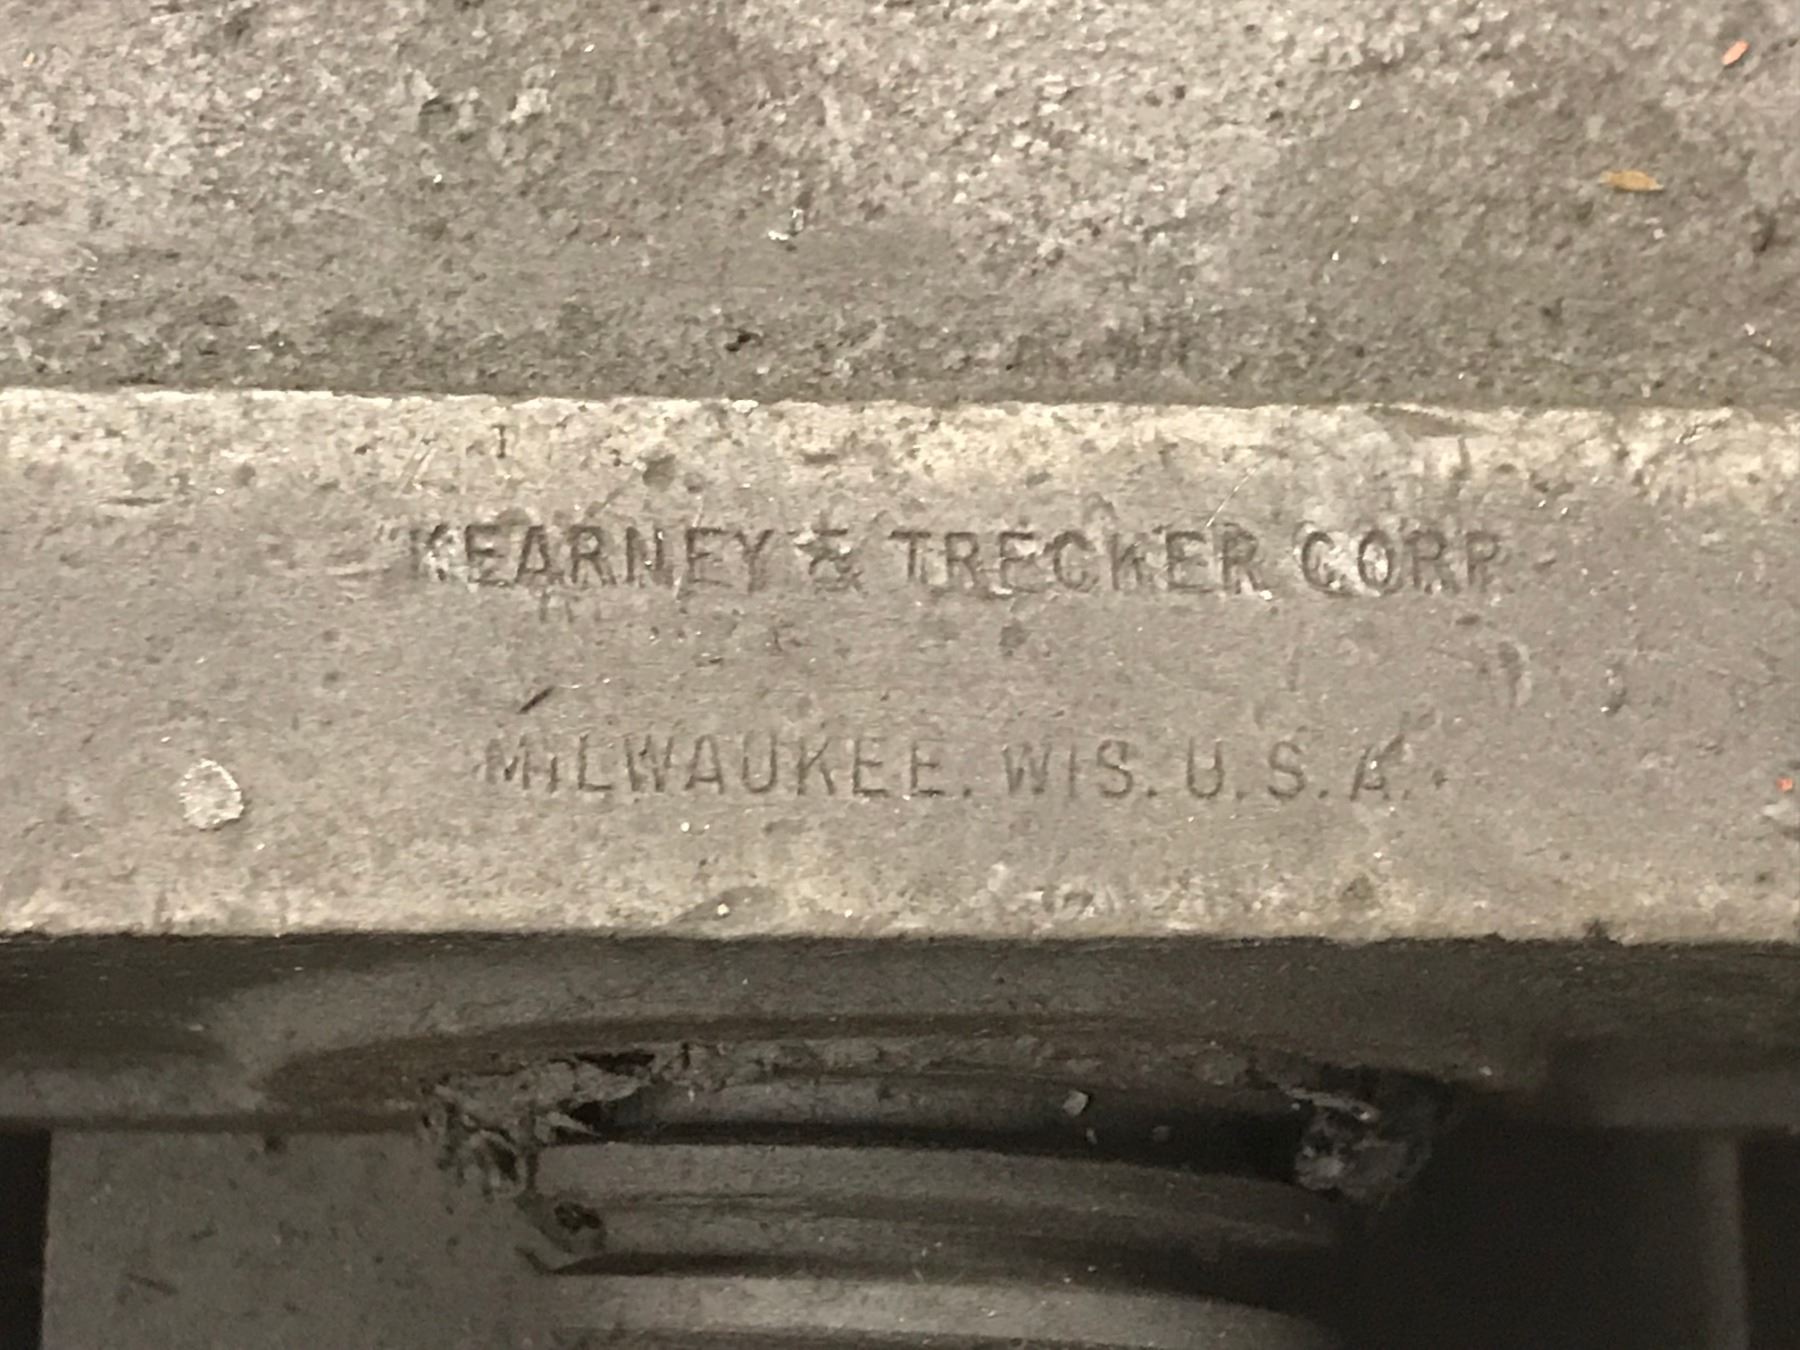 KEARNEY & TRECKER CORP.
MILWAUKEE. WIS. U. S. A.